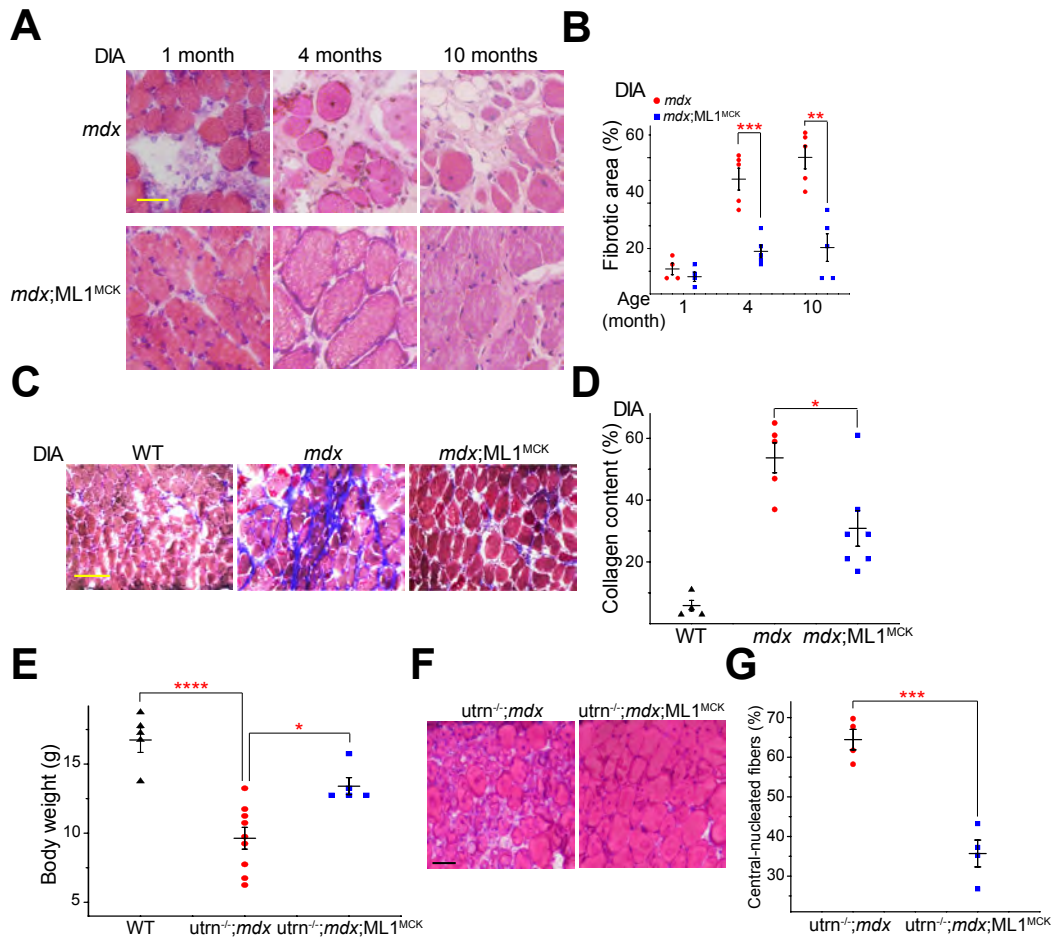 A
DIA 1 month 4 months 10 months
mdx
mdx;ML1MCK
B
DIA
mdx
mdx;ML1MCK
Fibrotic area (%)
60
40
20
*** **
Age (month)
1 4 10
C
DIA WT mdx mdx;ML1MCK
D
DIA
Collagen content (%)
60
40
20
*
WT mdx mdx;ML1MCK
E
Body weight (g)
15
10
5
**** *
WT utrn-/-;mdx utrn-/-;mdx;ML1MCK
F
utrn-/-;mdx utrn-/-;mdx;ML1MCK
G
Central-nucleated fibers (%)
70
60
40
30
***
utrn-/-;mdx utrn-/-;mdx;ML1MCK